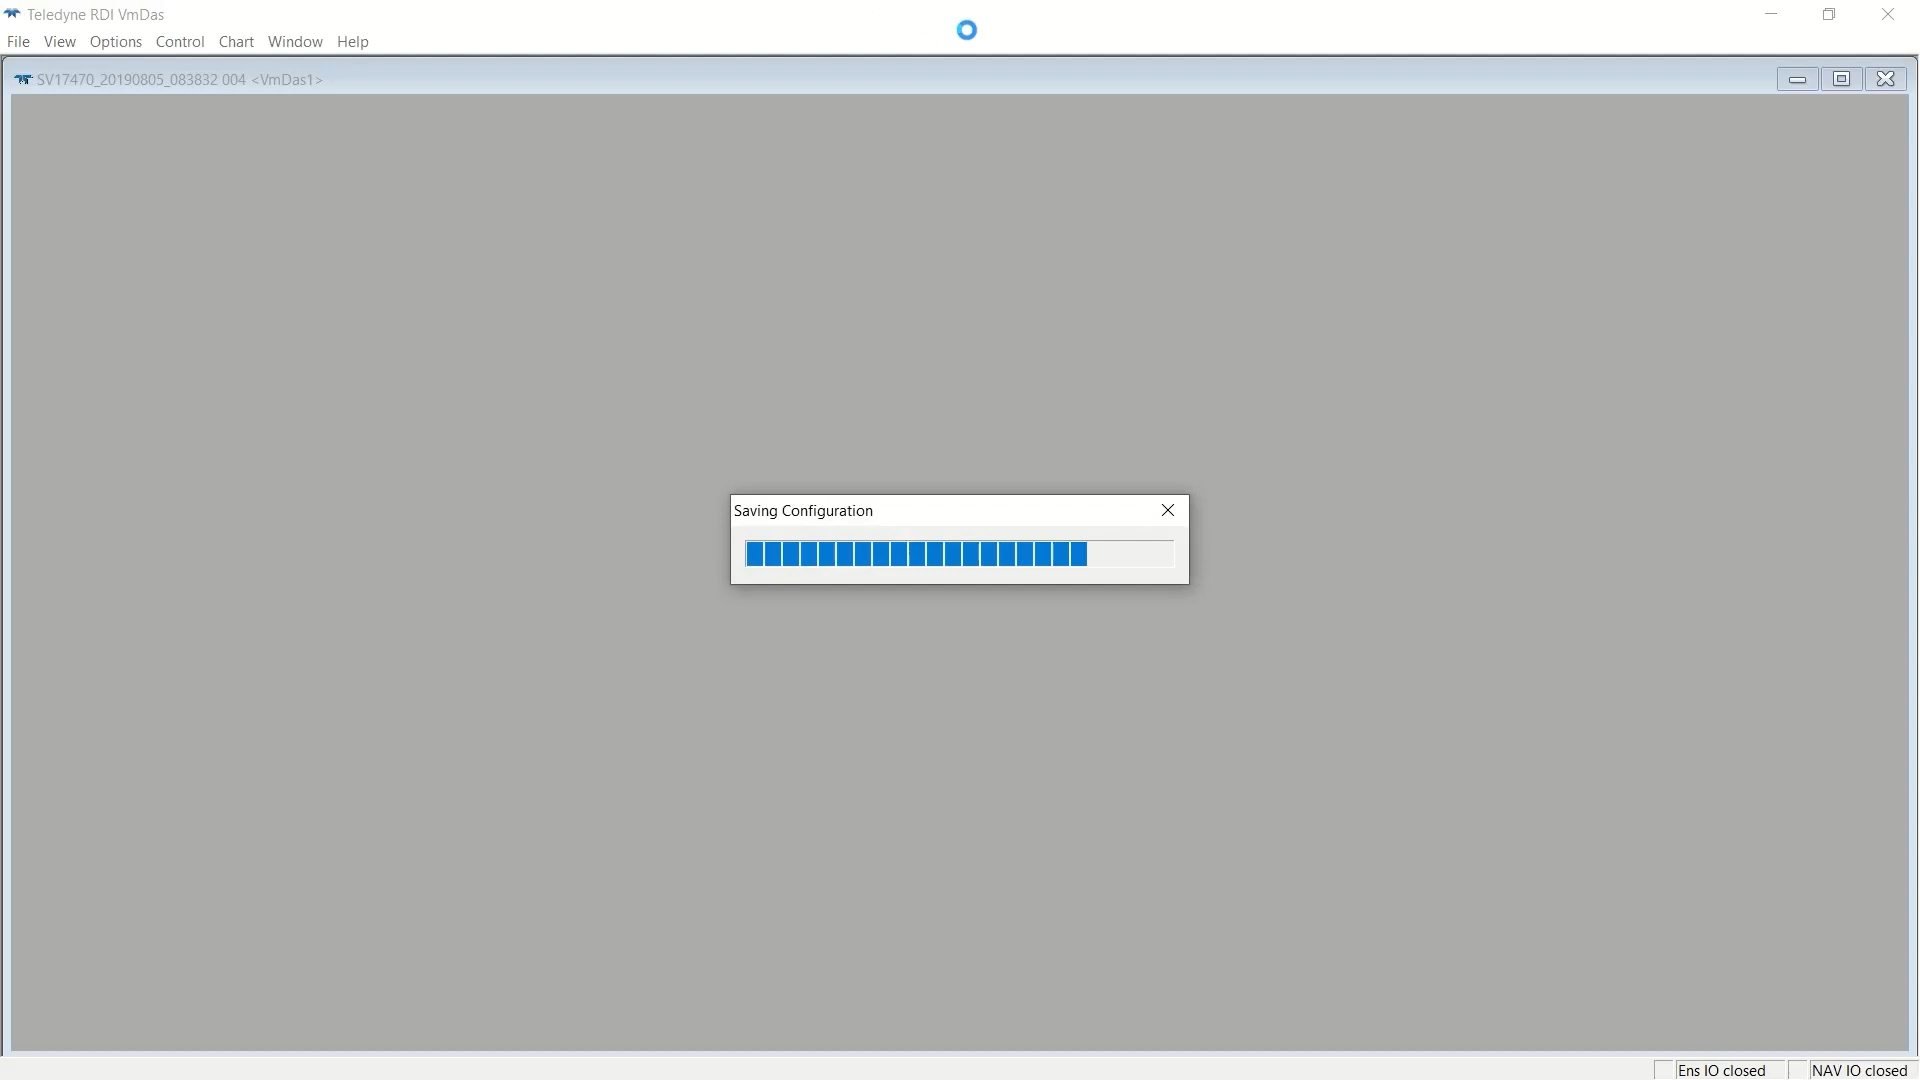 Teledyne RDI VmDas
File View Options Control Chart Window Help
SV17470_20190805_083832 004 <VmDas1>
Saving Configuration
Ens IO closed NAV IO closed